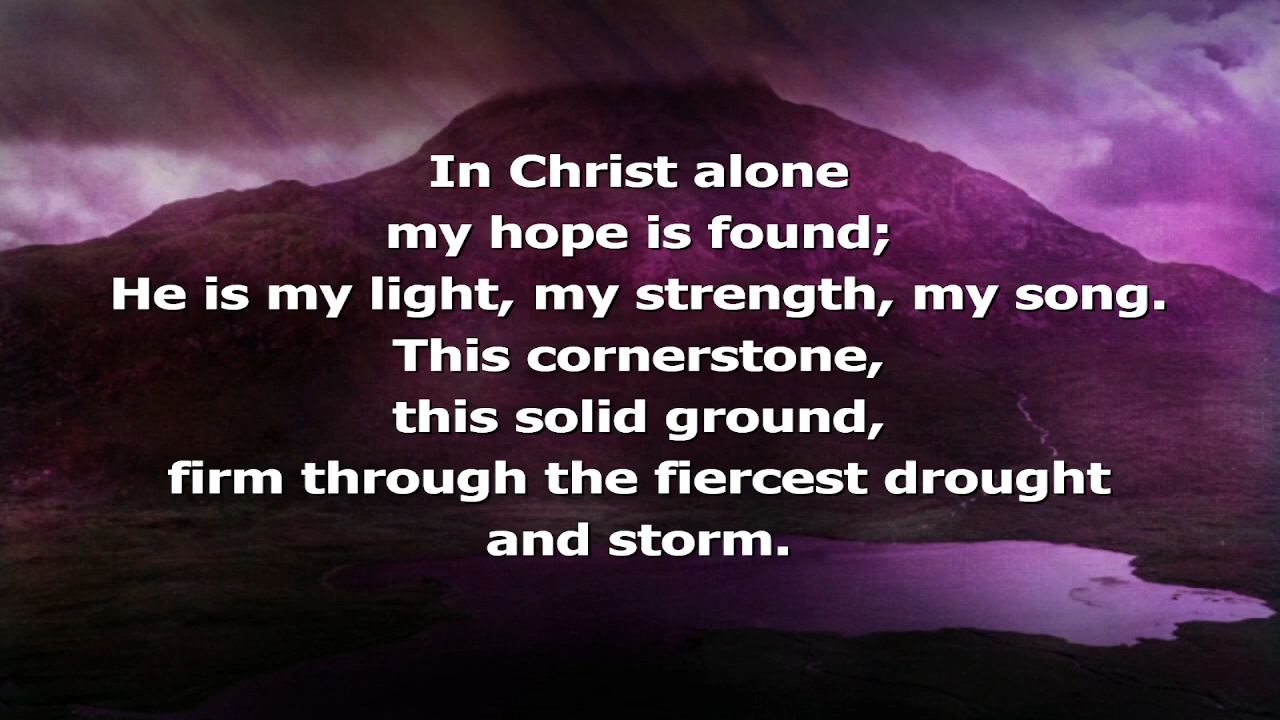 In Christ alone
my hope is found;
He is my light, my strength, my song.
This cornerstone,
this solid ground,
firm through the fiercest drought
and storm.